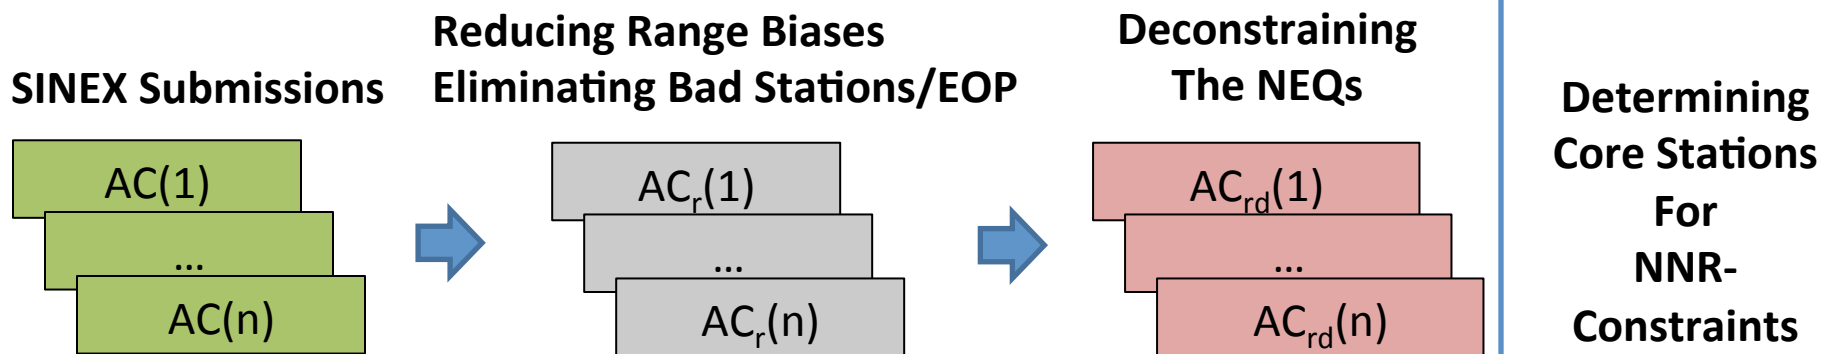 SINEX Submissions
AC(1)
...
AC(n)
Reducing Range Biases
Eliminating Bad Stations/EOP
ACr(1)
...
ACr(n)
Deconstraining
The NEQs
ACrd(1)
...
ACrd(n)
Determining
Core Stations
For
NNR-
Constraints